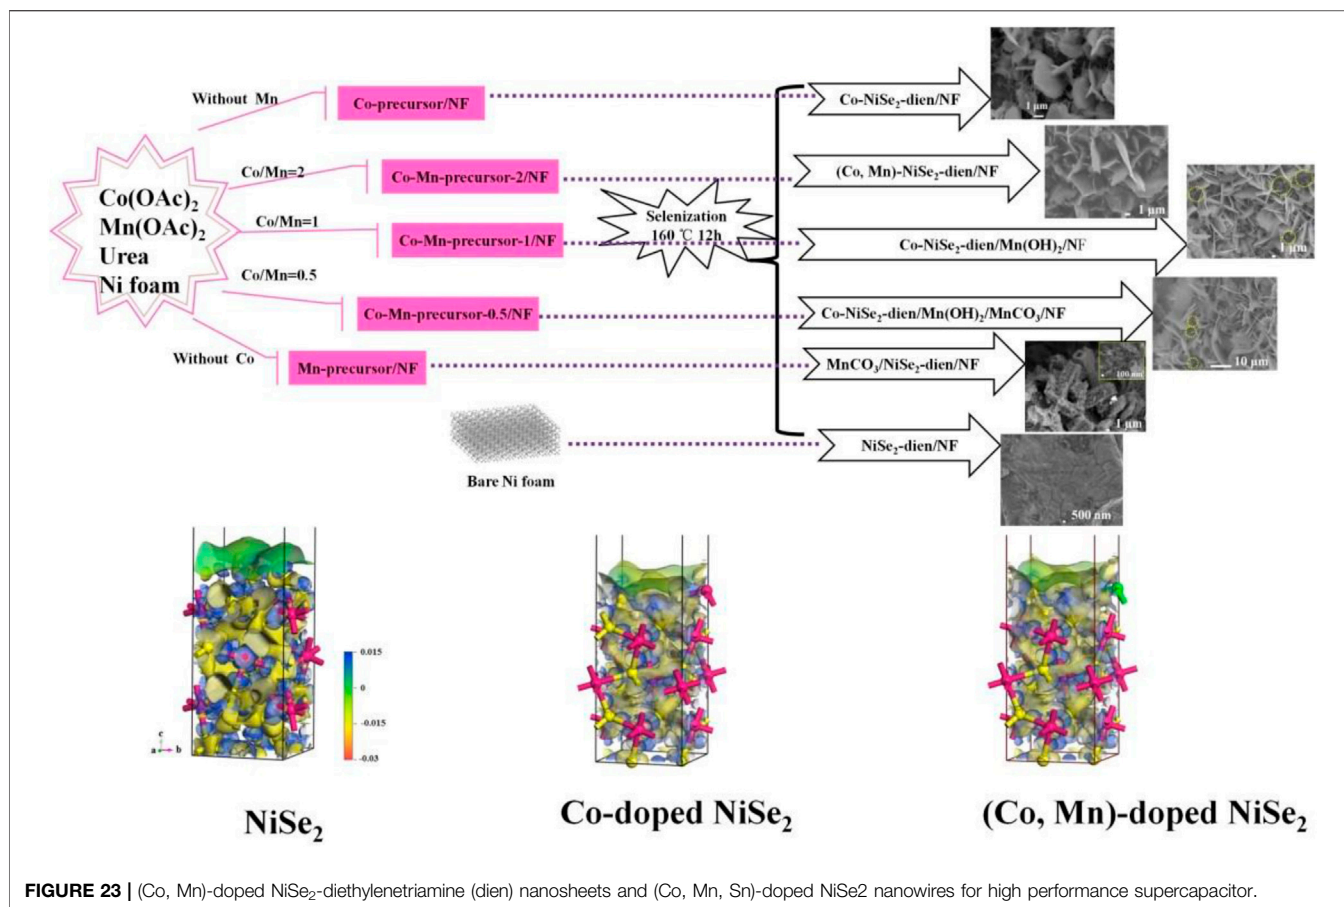 Without Mn
Co-precursor/NF
Co-NiSe₂-dien/NF
1 μm
Co/Mn=2
Co-Mn-precursor-2/NF
(Co, Mn)-NiSe₂-dien/NF
1 μm
Co(OAc)₂
Mn(OAc)₂
Urea
Ni foam
Co/Mn=1
Co-Mn-precursor-1/NF
Selenization
160 ℃ 12h
Co-NiSe₂-dien/Mn(OH)₂/NF
1 μm
Co/Mn=0.5
Co-Mn-precursor-0.5/NF
Co-NiSe₂-dien/Mn(OH)₂/MnCO₃/NF
10 μm
Without Co
Mn-precursor/NF
MnCO₃/NiSe₂-dien/NF
100 nm
1 μm
Bare Ni foam
NiSe₂-dien/NF
500 nm
0.015
0
-0.015
-0.03
c
a
b
NiSe₂
Co-doped NiSe₂
(Co, Mn)-doped NiSe₂
FIGURE 23 | (Co, Mn)-doped NiSe₂-diethylenetriamine (dien) nanosheets and (Co, Mn, Sn)-doped NiSe2 nanowires for high performance supercapacitor.